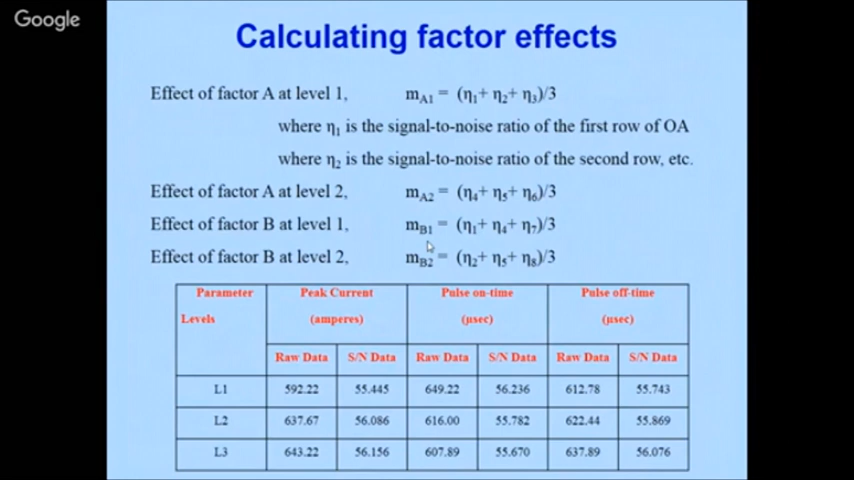 Google
Calculating factor effects
Effect of factor A at level 1, mA1 = (η1+ η2+ η3)/3
where η1 is the signal-to-noise ratio of the first row of OA
where η2 is the signal-to-noise ratio of the second row, etc.
Effect of factor A at level 2, mA2 = (η4+ η5+ η6)/3
Effect of factor B at level 1, mB1 = (η1+ η4+ η7)/3
Effect of factor B at level 2, mB2 = (η2+ η5+ η8)/3
Parameter Peak Current Pulse on-time Pulse off-time
Levels (amperes) (µsec) (µsec)
Raw Data S/N Data Raw Data S/N Data Raw Data S/N Data
L1 592.22 55.445 649.22 56.236 612.78 55.743
L2 637.67 56.086 616.00 55.782 622.44 55.869
L3 643.22 56.156 607.89 55.670 637.89 56.076